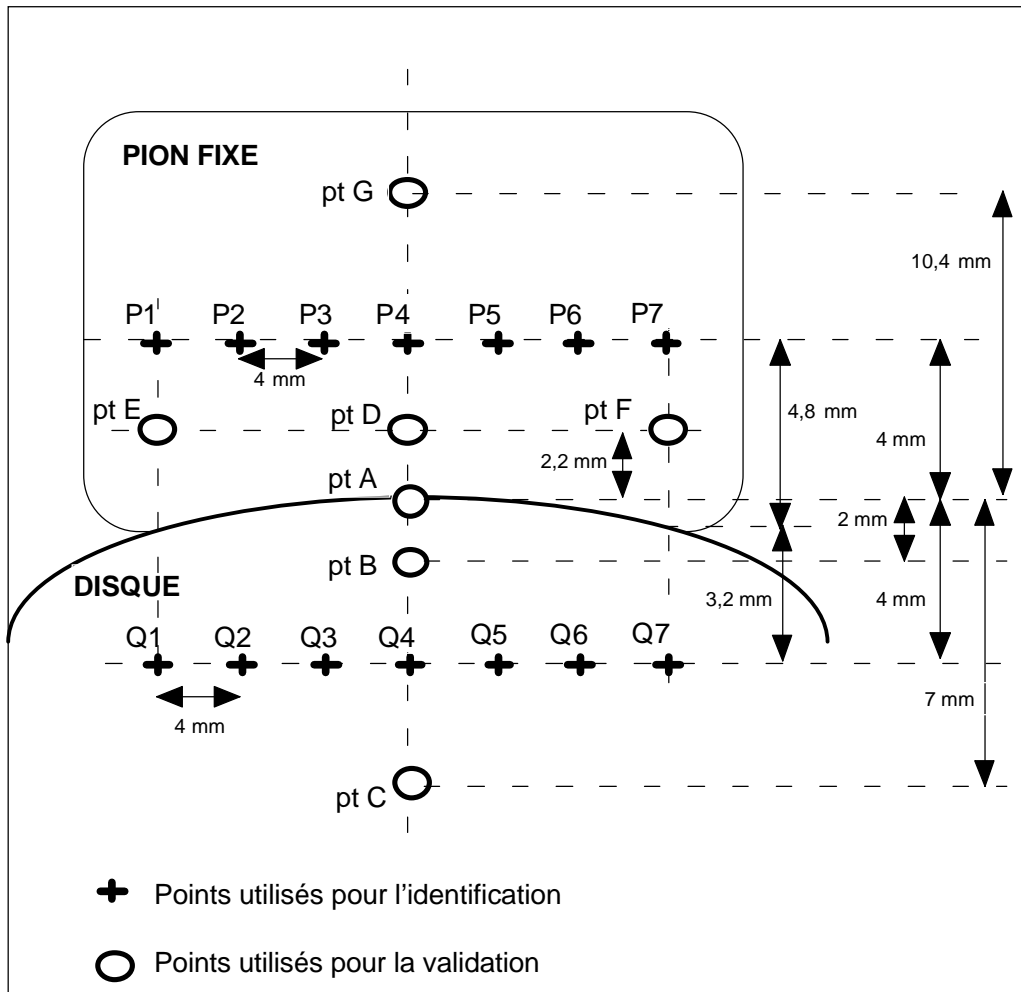 PION FIXE
pt G
10,4 mm
P1 P2 P3 P4 P5 P6 P7
4 mm
pt E pt D pt F
4,8 mm
4 mm
2,2 mm
pt A
2 mm
pt B
DISQUE
3,2 mm
4 mm
Q1 Q2 Q3 Q4 Q5 Q6 Q7
4 mm
7 mm
pt C
Points utilisés pour l'identification
Points utilisés pour la validation